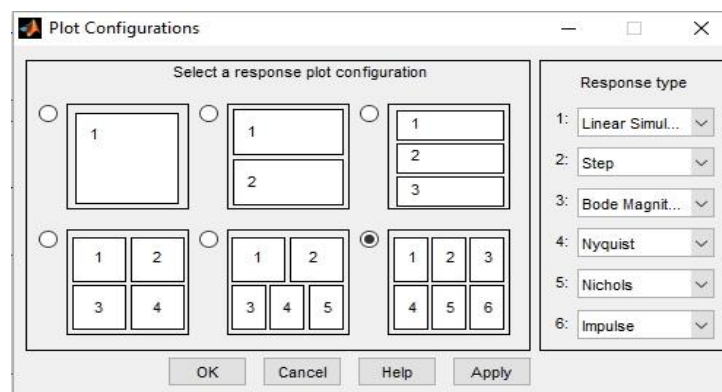 Plot Configurations
Select a response plot configuration
1
1
2
1
2
3
1 2
3 4
1 2
3 4 5
1 2 3
4 5 6
Response type
1: Linear Simul...
2: Step
3: Bode Magnit...
4: Nyquist
5: Nichols
6: Impulse
OK Cancel Help Apply